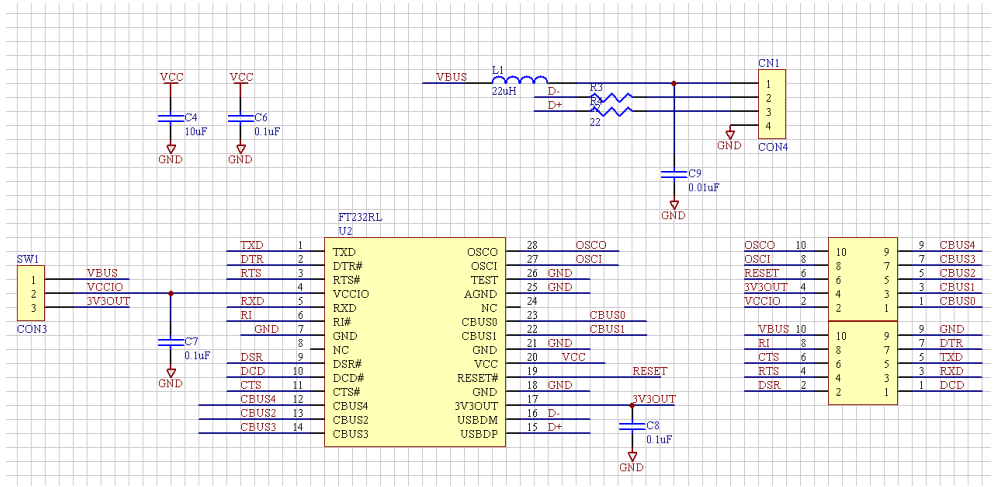 VCC VCC
C4 C6
10uF 0.1uF
GND GND
VBUS L1
22uH
D- R3
D+ R4
22
CN1
1
2
3
4
GND CON4
C9
0.01uF
GND
SW1
1 VBUS
2 VCCIO
3 3V3OUT
CON3
C7
0.1uF
GND
FT232RL
U2
TXD 1 TXD OSCO 28 OSCO
DTR 2 DTR# OSCI 27 OSCI
RTS 3 RTS# TEST 26 GND
4 VCCIO AGND 25 GND
RXD 5 RXD NC 24
RI 6 RI# CBUS0 23 CBUS0
GND 7 GND CBUS1 22 CBUS1
8 NC GND 21 GND
DSR 9 DSR# VCC 20 VCC
DCD 10 DCD# RESET# 19 RESET
CTS 11 CTS# GND 18 GND
CBUS4 12 CBUS4 3V3OUT 17 3V3OUT
CBUS2 13 CBUS2 USBDM 16 D-
CBUS3 14 CBUS3 USBDP 15 D+
C8
0.1uF
GND
OSCO 10 10 9 9 CBUS4
OSCI 8 8 7 7 CBUS3
RESET 6 6 5 5 CBUS2
3V3OUT 4 4 3 3 CBUS1
VCCIO 2 2 1 1 CBUS0
VBUS 10 10 9 9 GND
RI 8 8 7 7 DTR
CTS 6 6 5 5 TXD
RTS 4 4 3 3 RXD
DSR 2 2 1 1 DCD